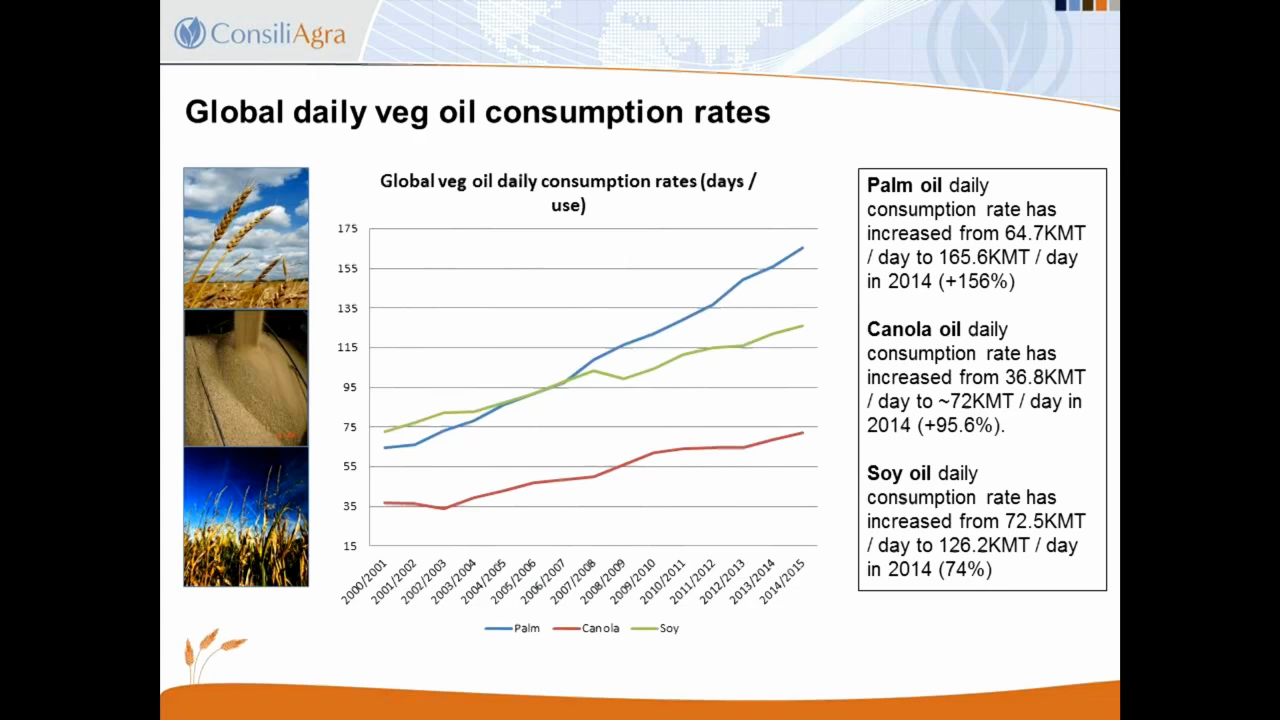 ConsiliAgra
Global daily veg oil consumption rates
Global veg oil daily consumption rates (days /
use)
175
155
135
115
95
75
55
35
15
2000/2001
2001/2002
2002/2003
2003/2004
2004/2005
2005/2006
2006/2007
2007/2008
2008/2009
2009/2010
2010/2011
2011/2012
2012/2013
2013/2014
2014/2015
Palm Canola Soy
Palm oil daily
consumption rate has
increased from 64.7KMT
/ day to 165.6KMT / day
in 2014 (+156%)
Canola oil daily
consumption rate has
increased from 36.8KMT
/ day to ~72KMT / day in
2014 (+95.6%).
Soy oil daily
consumption rate has
increased from 72.5KMT
/ day to 126.2KMT / day
in 2014 (74%)